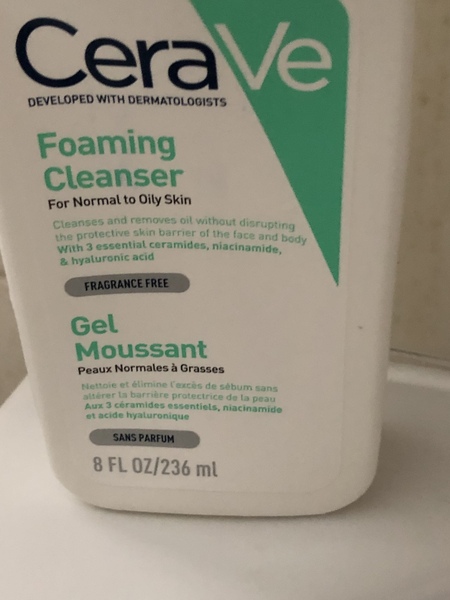 CeraVe
DEVELOPED WITH DERMATOLOGISTS
Foaming
Cleanser
For Normal to Oily Skin
Cleanses and removes oil without disrupting
the protective skin barrier of the face and body
With 3 essential ceramides, niacinamide,
& hyaluronic acid
FRAGRANCE FREE
Gel
Moussant
Peaux Normales à Grasses
Nettoie et élimine l'excès de sébum sans
altérer la barrière protectrice de la peau
Aux 3 céramides essentiels, niacinamide
et acide hyaluronique
SANS PARFUM
8 FL OZ/236 ml